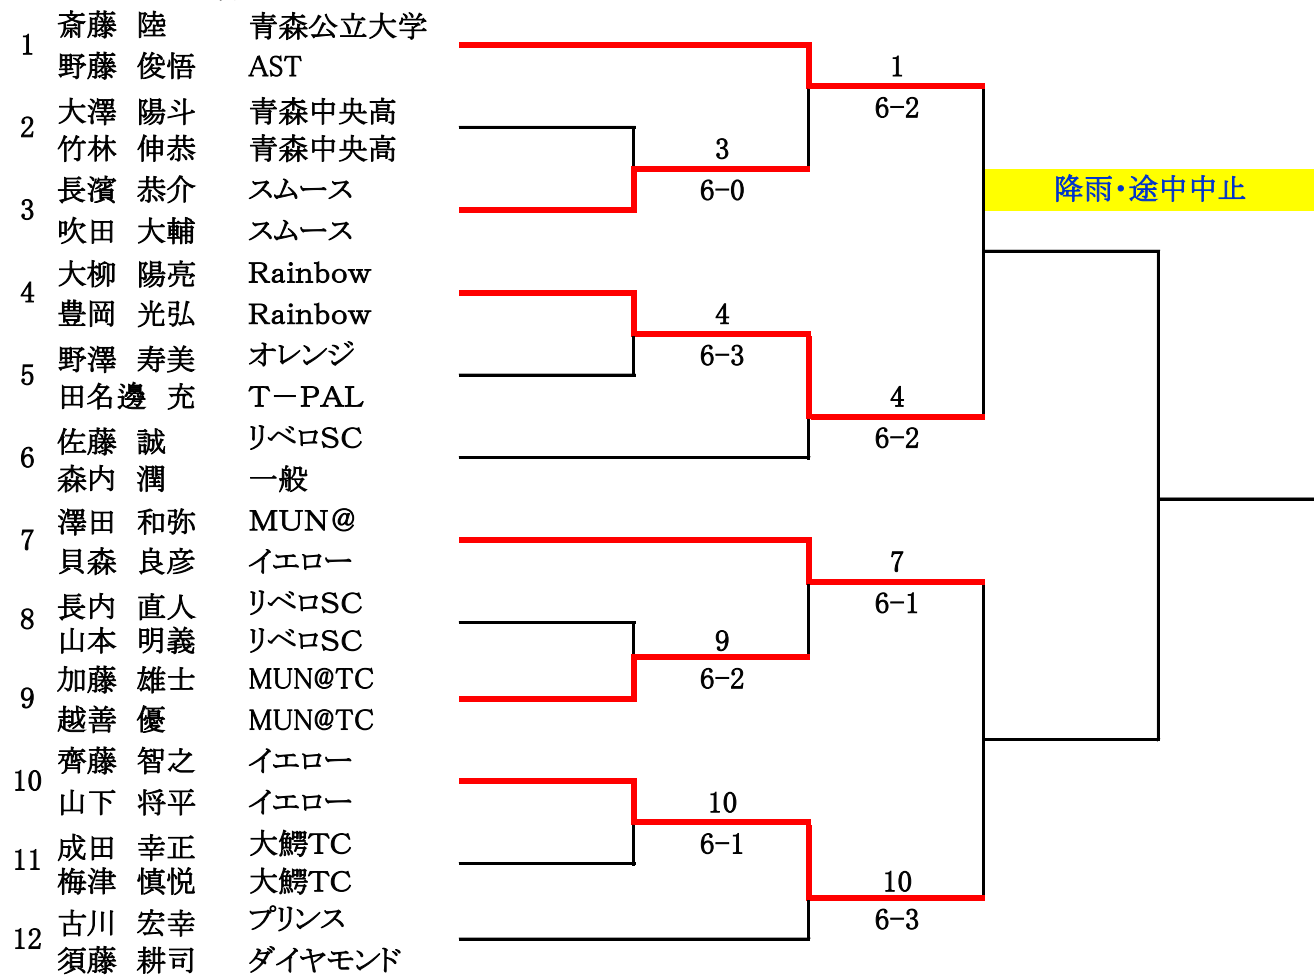 斎藤 陸 青森公立大学
1
野藤 俊悟 AST
1
6-2
大澤 陽斗 青森中央高
2
竹林 伸恭 青森中央高
3
6-0
長濱 恭介 スムース
3
吹田 大輔 スムース
降雨・途中中止
大柳 陽亮 Rainbow
4
豊岡 光弘 Rainbow
4
6-3
野澤 寿美 オレンジ
5
田名邊 充 T－PAL
4
6-2
佐藤 誠 リベロSC
6
森内 潤 一般
澤田 和弥 MUN@
7
貝森 良彦 イエロー
7
6-1
長内 直人 リベロSC
8
山本 明義 リベロSC
9
6-2
加藤 雄士 MUN@TC
9
越善 優 MUN@TC
齊藤 智之 イエロー
10
山下 将平 イエロー
10
6-1
成田 幸正 大鰐TC
11
梅津 慎悦 大鰐TC
10
6-3
古川 宏幸 プリンス
12
須藤 耕司 ダイヤモンド